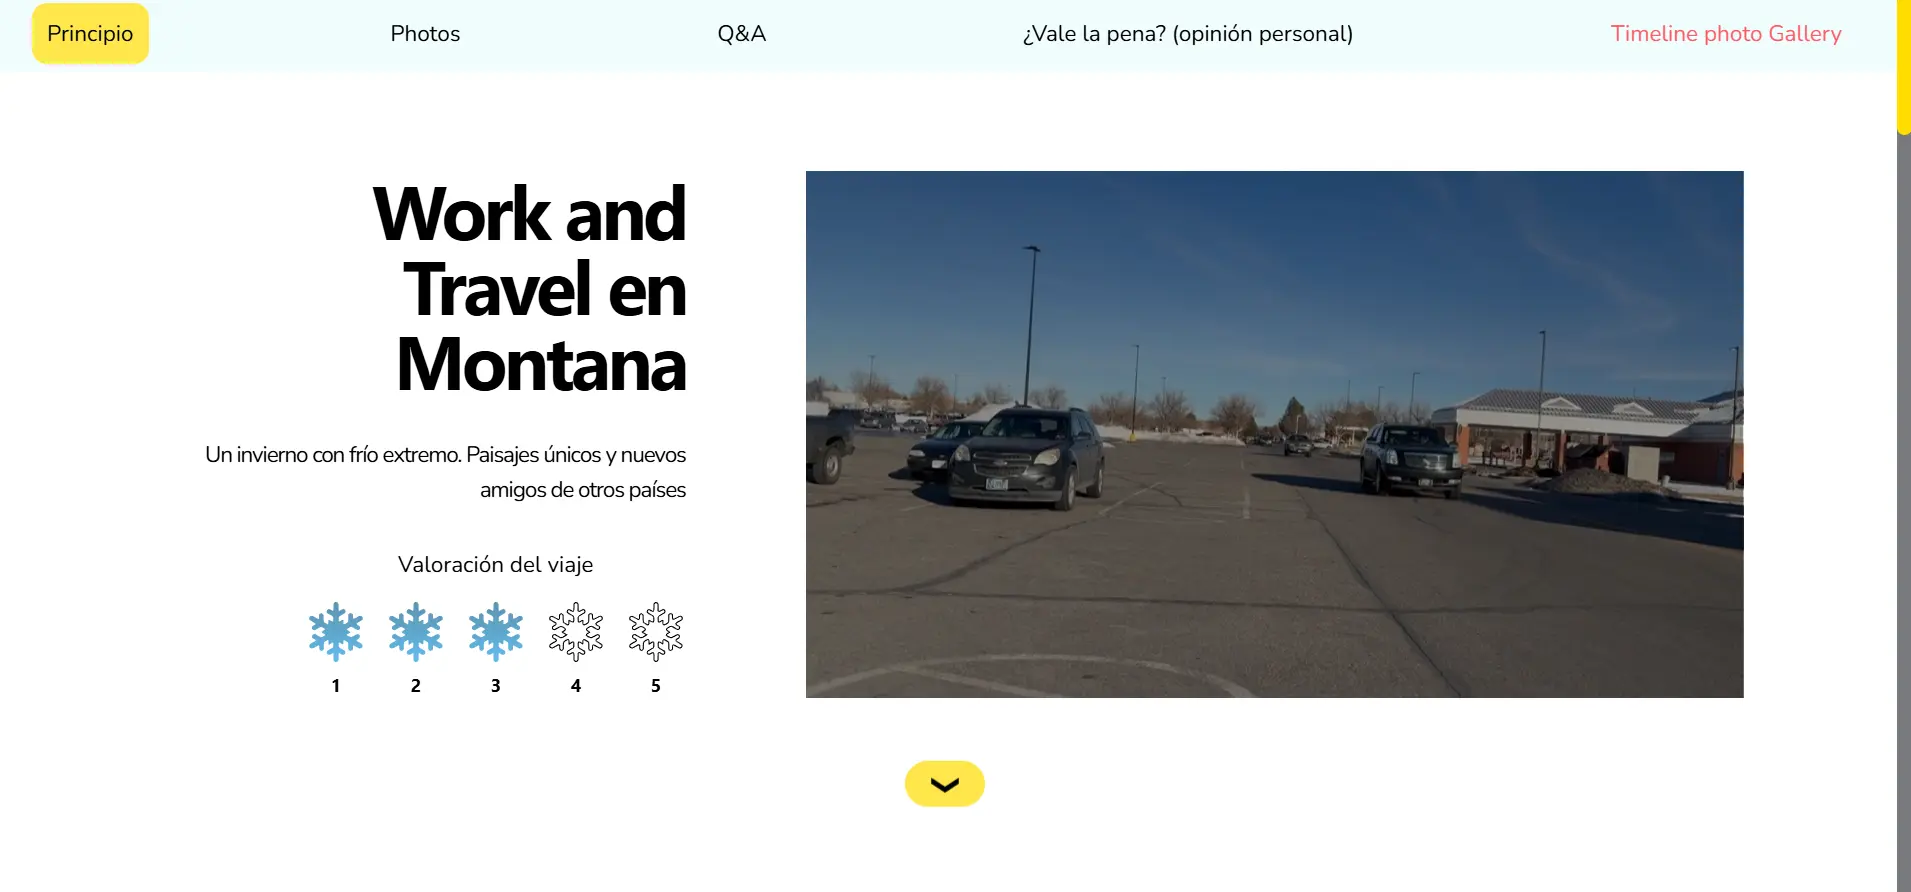 Principio
Photos
Q&A
¿Vale la pena? (opinión personal)
Timeline photo Gallery
Work and
Travel en
Montana
Un invierno con frío extremo. Paisajes únicos y nuevos
amigos de otros países
Valoración del viaje
1 2 3 4 5